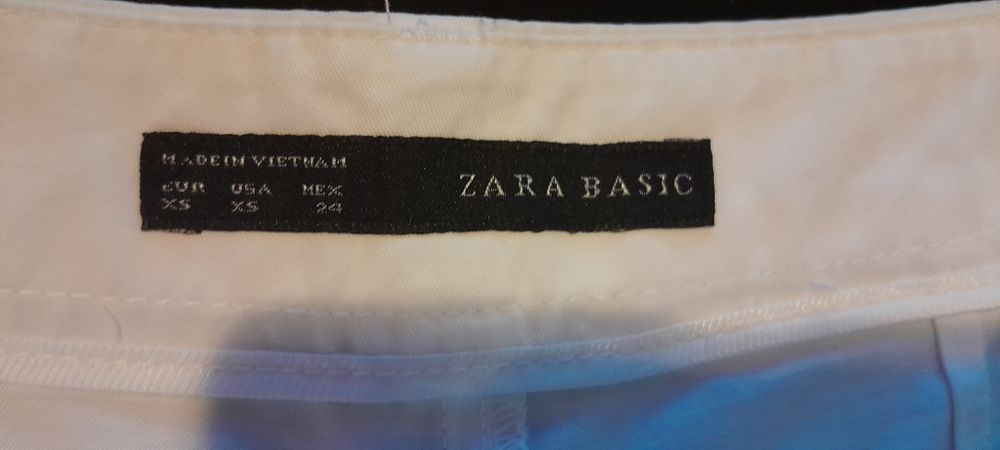 MADE IN VIETNAM
EUR USA MEX
XS XS 24
ZARA BASIC